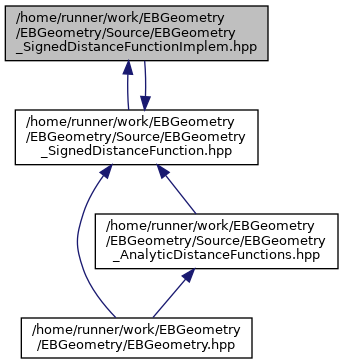 /home/runner/work/EBGeometry
/EBGeometry/Source/EBGeometry
_SignedDistanceFunctionImplem.hpp
/home/runner/work/EBGeometry
/EBGeometry/Source/EBGeometry
_SignedDistanceFunction.hpp
/home/runner/work/EBGeometry
/EBGeometry/Source/EBGeometry
_AnalyticDistanceFunctions.hpp
/home/runner/work/EBGeometry
/EBGeometry/EBGeometry.hpp